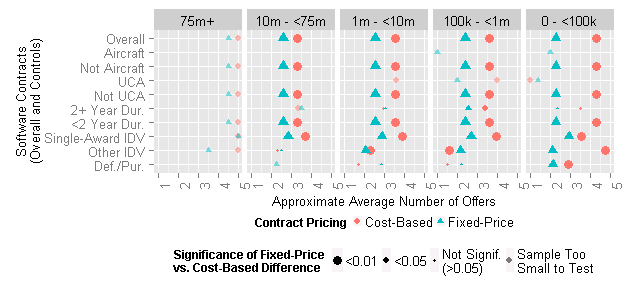 75m+ 10m - <75m 1m - <10m 100k - <1m 0 - <100k
Software Contracts
(Overall and Controls)
Overall
Aircraft
Not Aircraft
UCA
Not UCA
2+ Year Dur.
<2 Year Dur.
Single-Award IDV
Other IDV
Def./Pur.
1 2 3 4 5 1 2 3 4 5 1 2 3 4 5 1 2 3 4 5 1 2 3 4 5
Approximate Average Number of Offers
Contract Pricing Cost-Based Fixed-Price
Significance of Fixed-Price
vs. Cost-Based Difference
<0.01 <0.05 Not Signif.
(>0.05)
Sample Too
Small to Test